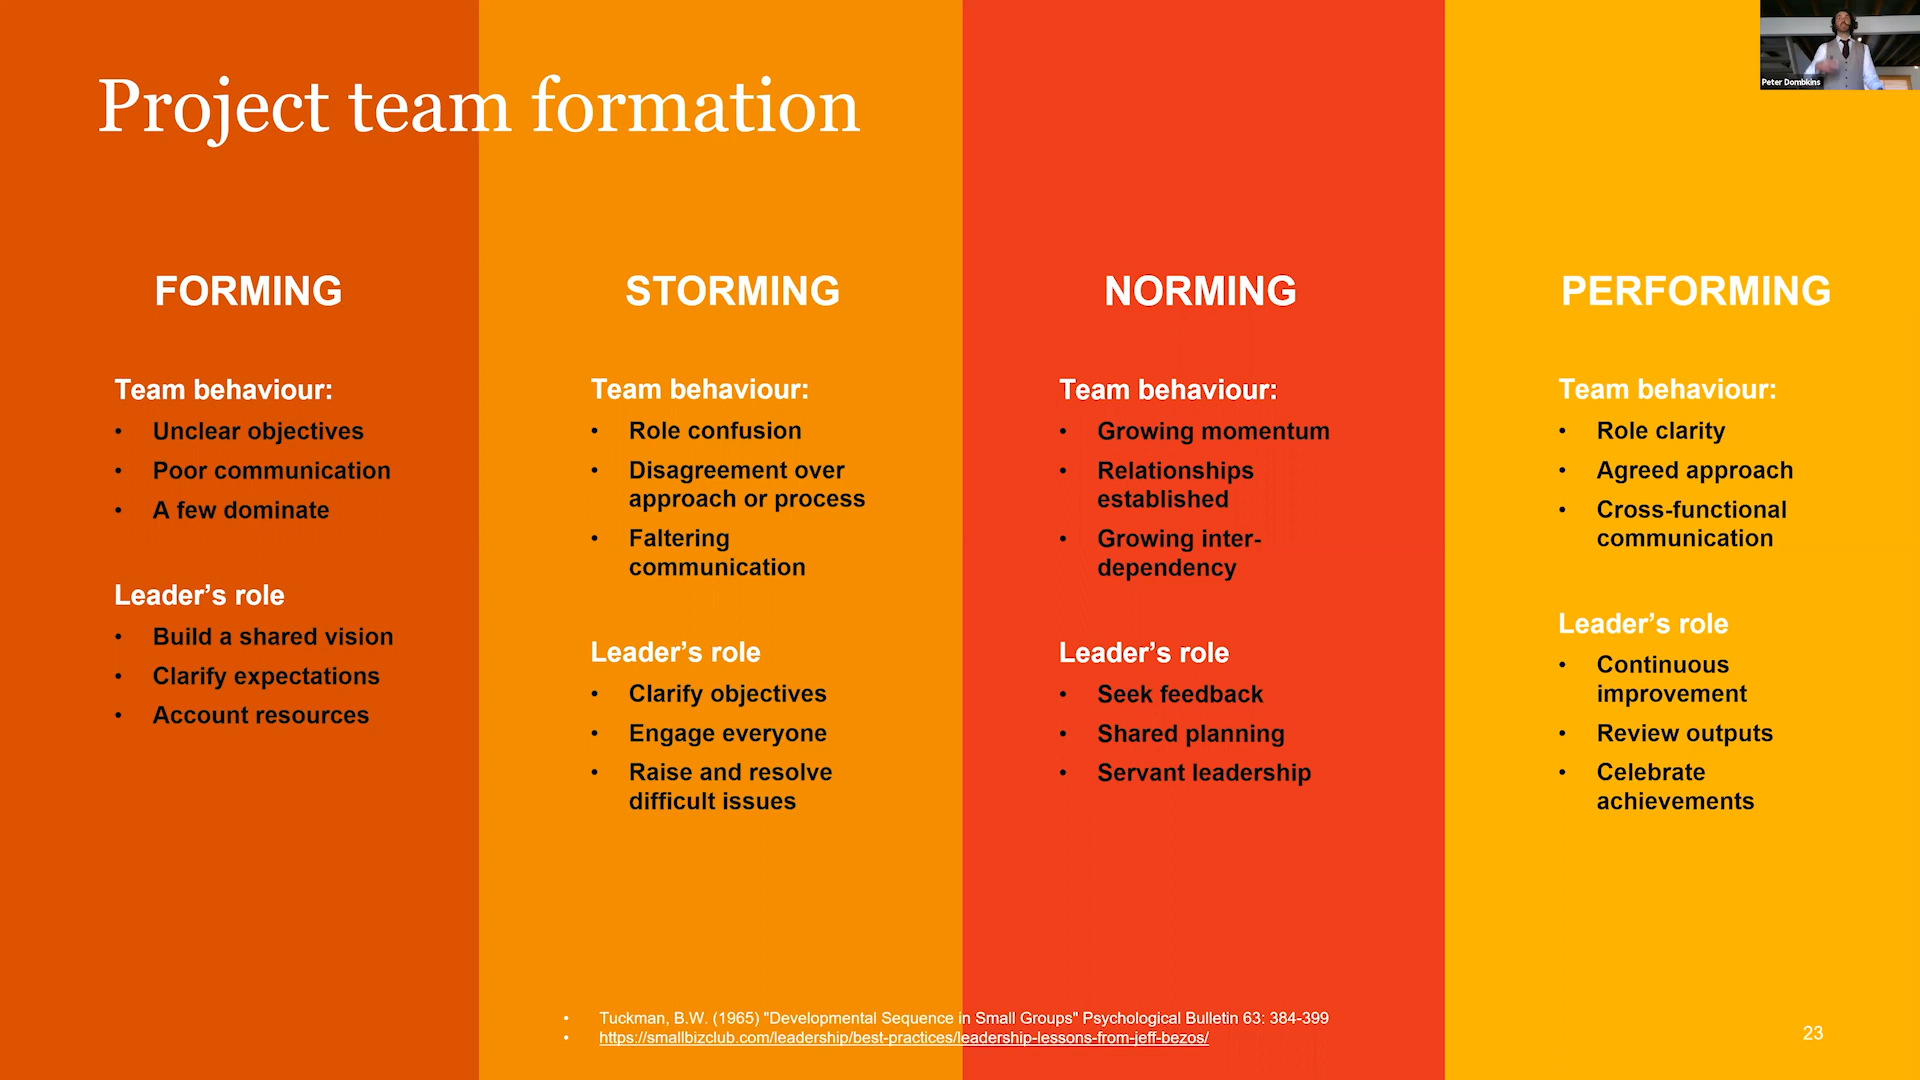 Project team formation
Peter Dombkins
FORMING
Team behaviour:
• Unclear objectives
• Poor communication
• A few dominate
Leader’s role
• Build a shared vision
• Clarify expectations
• Account resources
STORMING
Team behaviour:
• Role confusion
• Disagreement over
approach or process
• Faltering
communication
Leader’s role
• Clarify objectives
• Engage everyone
• Raise and resolve
difficult issues
NORMING
Team behaviour:
• Growing momentum
• Relationships
established
• Growing inter-
dependency
Leader’s role
• Seek feedback
• Shared planning
• Servant leadership
PERFORMING
Team behaviour:
• Role clarity
• Agreed approach
• Cross-functional
communication
Leader’s role
• Continuous
improvement
• Review outputs
• Celebrate
achievements
• Tuckman, B.W. (1965) "Developmental Sequence in Small Groups" Psychological Bulletin 63: 384-399
• https://smallbizclub.com/leadership/best-practices/leadership-lessons-from-jeff-bezos/
23